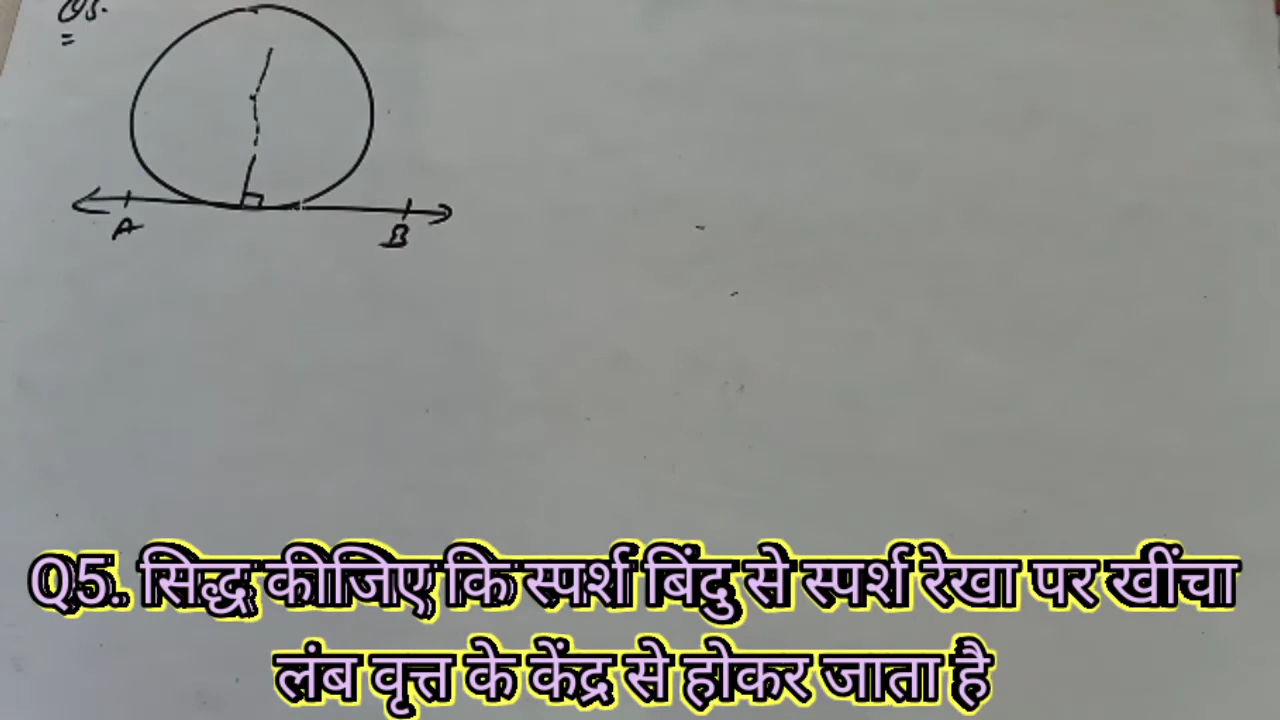 Q5.
A
B
Q5. सिद्ध कीजिए कि स्पर्श बिंदु से स्पर्श रेखा पर खींचा
लंब वृत्त के केंद्र से होकर जाता है